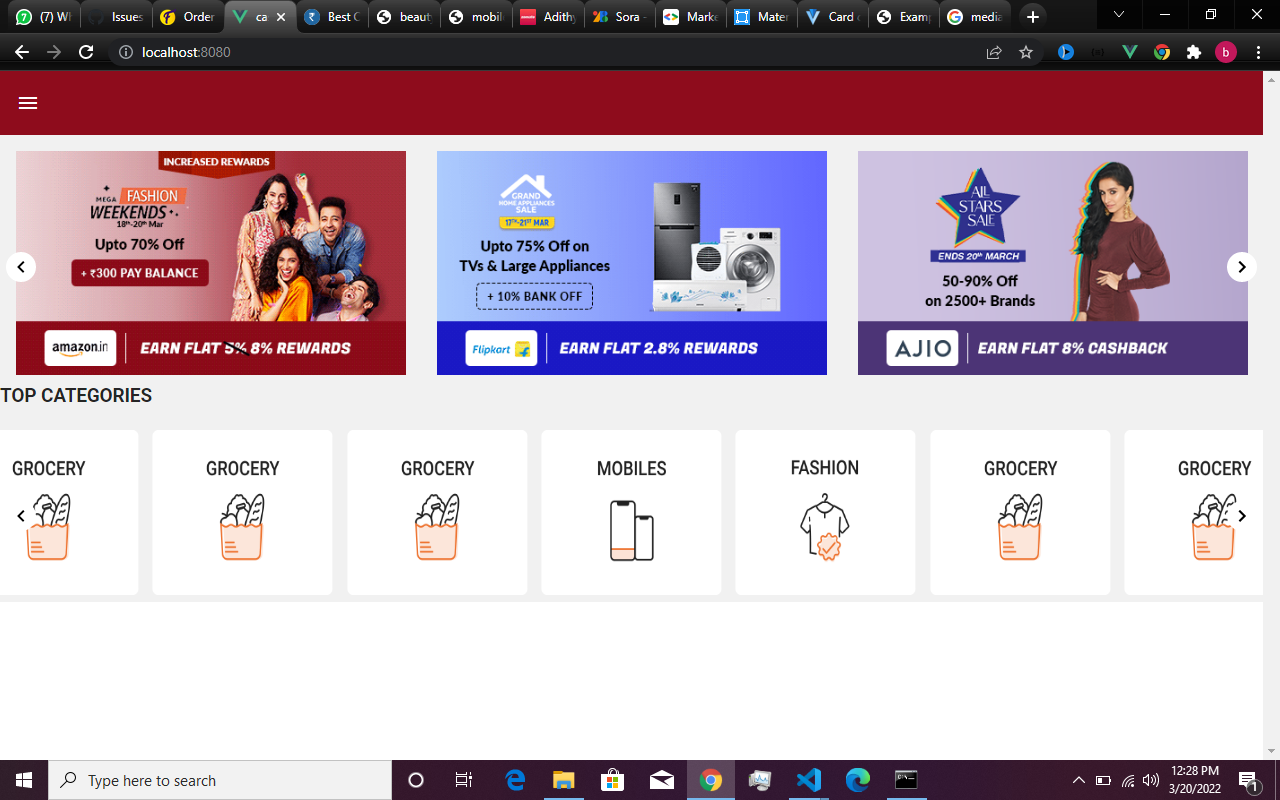 (7) W
Issues
Order
ca
Best C
beaut
mobil
Adith
Sora -
Marke
Mater
Card
Examp
media
localhost:8080
b
INCREASED REWARDS
MEGA FASHION
WEEKENDS
18th-20th Mar
Upto 70% Off
+ ₹300 PAY BALANCE
amazon.in
EARN FLAT 5% 8% REWARDS
GRAND
HOME APPLIANCES
SALE
17TH-21ST MAR
Upto 75% Off on
TVs & Large Appliances
+ 10% BANK OFF
Flipkart
EARN FLAT 2.8% REWARDS
ALL
STARS
SALE
ENDS 20th MARCH
50-90% Off
on 2500+ Brands
AJIO
EARN FLAT 8% CASHBACK
TOP CATEGORIES
GROCERY
GROCERY
GROCERY
MOBILES
FASHION
GROCERY
GROCERY
Type here to search
12:28 PM
3/20/2022
1